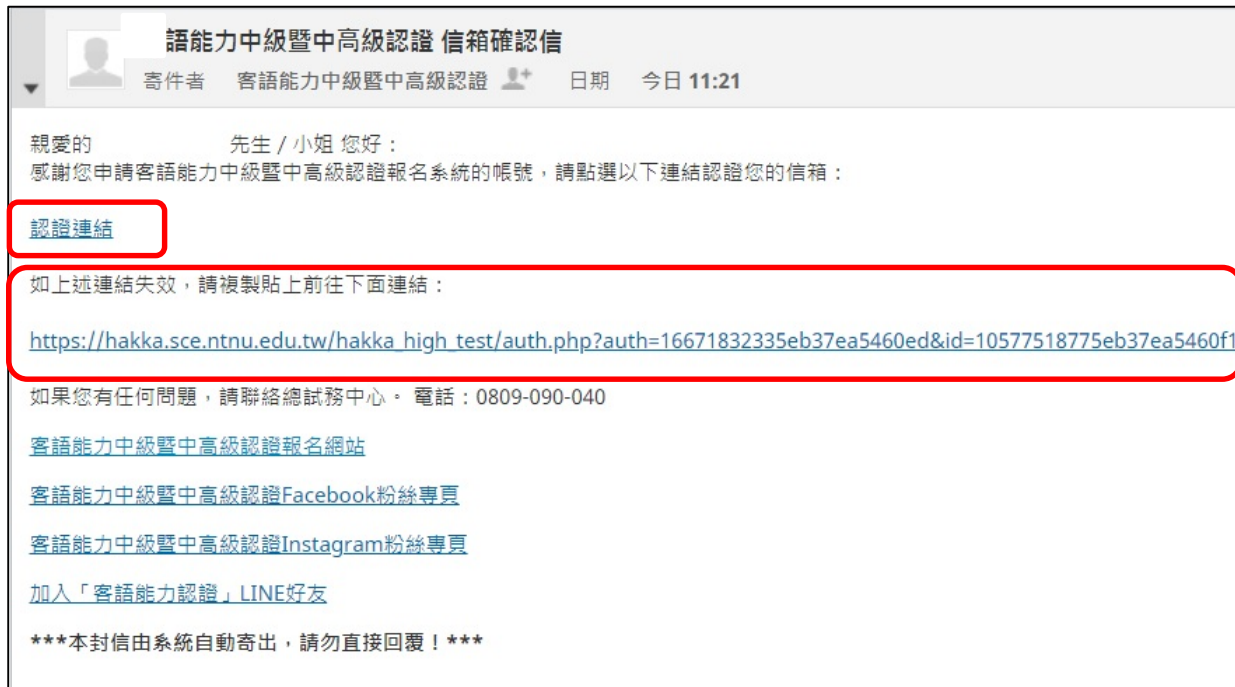 語能力中級暨中高級認證 信箱確認信
寄件者 客語能力中級暨中高級認證 日期 今日 11:21
親愛的 先生 / 小姐 您好：
感謝您申請客語能力中級暨中高級認證報名系統的帳號，請點選以下連結認證您的信箱：
認證連結
如上述連結失效，請複製貼上前往下面連結：
https://hakka.sce.ntnu.edu.tw/hakka_high_test/auth.php?auth=16671832335eb37ea5460ed&id=10577518775eb37ea5460f1
如果您有任何問題，請聯絡總試務中心。 電話：0809-090-040
客語能力中級暨中高級認證報名網站
客語能力中級暨中高級認證Facebook粉絲專頁
客語能力中級暨中高級認證Instagram粉絲專頁
加入「客語能力認證」LINE好友
***本封信由系統自動寄出，請勿直接回覆！***